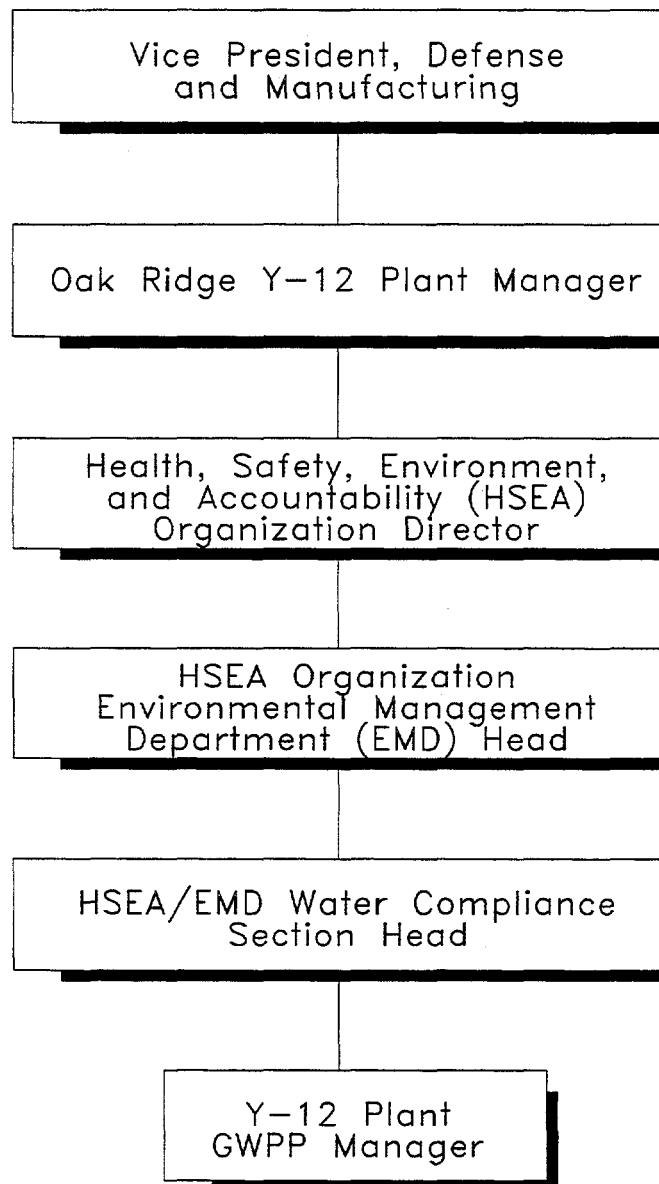 Vice President, Defense
and Manufacturing
Oak Ridge Y-12 Plant Manager
Health, Safety, Environment,
and Accountability (HSEA)
Organization Director
HSEA Organization
Environmental Management
Department (EMD) Head
HSEA/EMD Water Compliance
Section Head
Y-12 Plant
GWPP Manager